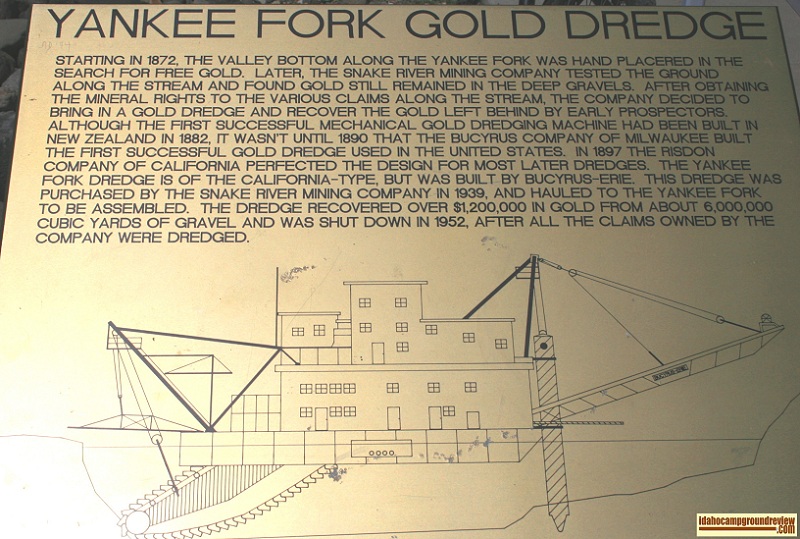 YANKEE FORK GOLD DREDGE
STARTING IN 1872, THE VALLEY BOTTOM ALONG THE YANKEE FORK WAS HAND PLACERED IN THE
SEARCH FOR FREE GOLD. LATER, THE SNAKE RIVER MINING COMPANY TESTED THE GROUND
ALONG THE STREAM AND FOUND GOLD STILL REMAINED IN THE DEEP GRAVELS. AFTER OBTAINING
THE MINERAL RIGHTS TO THE VARIOUS CLAIMS ALONG THE STREAM, THE COMPANY DECIDED TO
BRING IN A GOLD DREDGE AND RECOVER THE GOLD LEFT BEHIND BY EARLY PROSPECTORS.
ALTHOUGH THE FIRST SUCCESSFUL MECHANICAL GOLD DREDGING MACHINE HAD BEEN BUILT IN
NEW ZEALAND IN 1882, IT WASN'T UNTIL 1890 THAT THE BUCYRUS COMPANY OF MILWAUKEE BUILT
THE FIRST SUCCESSFUL GOLD DREDGE USED IN THE UNITED STATES. IN 1897 THE RISDON
COMPANY OF CALIFORNIA PERFECTED THE DESIGN FOR MOST LATER DREDGES. THE YANKEE
FORK DREDGE IS OF THE CALIFORNIA-TYPE, BUT WAS BUILT BY BUCYRUS-ERIE. THIS DREDGE WAS
PURCHASED BY THE SNAKE RIVER MINING COMPANY IN 1939, AND HAULED TO THE YANKEE FORK
TO BE ASSEMBLED. THE DREDGE RECOVERED OVER $1,200,000 IN GOLD FROM ABOUT 6,000,000
CUBIC YARDS OF GRAVEL AND WAS SHUT DOWN IN 1952, AFTER ALL THE CLAIMS OWNED BY THE
COMPANY WERE DREDGED.
BUCYRUS-ERIE
Idahocampgroundreview
.com